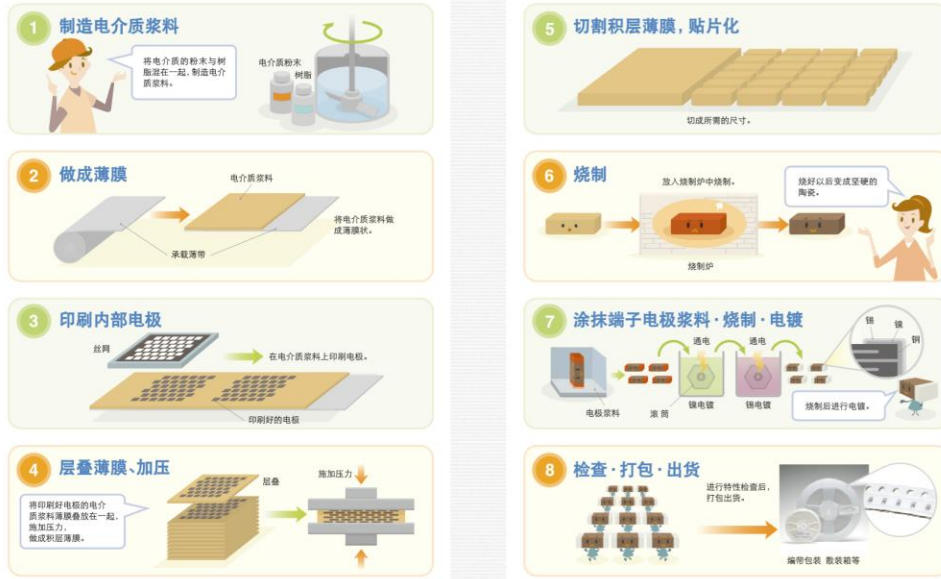 1 制造电介质浆料
将电介质的粉末与树
脂混在一起,制造电介
质浆料。
电介质粉末
树脂
2 做成薄膜
电介质浆料
将电介质浆料做
成薄膜状。
承载薄带
3 印刷内部电极
丝网
在电介质浆料上印刷电极。
印刷好的电极
4 层叠薄膜、加压
将印刷好电极的电介
质浆料薄膜叠放在一起,
施加压力,
做成积层薄膜。
层叠
施加压力
5 切割积层薄膜,贴片化
切成所需的尺寸。
6 烧制
放入烧制炉中烧制。
烧制炉
烧好以后变成坚硬的
陶瓷。
7 涂抹端子电极浆料·烧制·电镀
通电
通电
锡
镍
铜
电极浆料
滚筒
镍电镀
锡电镀
烧制后进行电镀。
8 检查·打包·出货
进行特性检查后,
打包出货。
编带包装 散装箱等